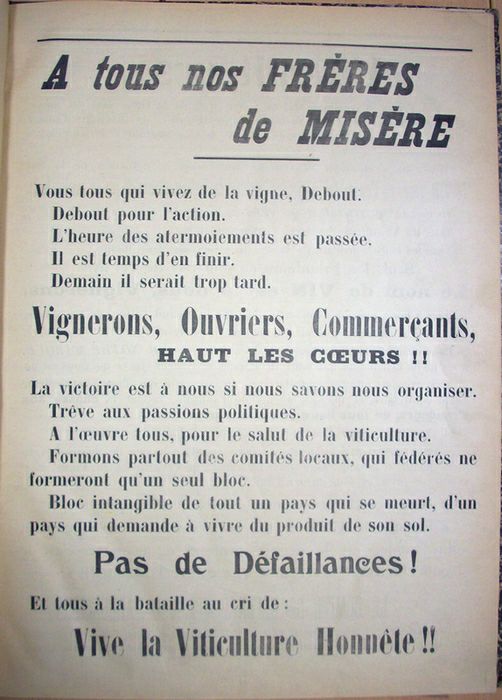 A tous nos FRÈRES
de MISÈRE
Vous tous qui vivez de la vigne, Debout.
Debout pour l'action.
L'heure des atermoiements est passée.
Il est temps d'en finir.
Demain il serait trop tard.
Vignerons, Ouvriers, Commerçants,
HAUT LES CŒURS !!
La victoire est à nous si nous savons nous organiser.
Trêve aux passions politiques.
A l'œuvre tous, pour le salut de la viticulture.
Formons partout des comités locaux, qui fédérés ne
formeront qu'un seul bloc.
Bloc intangible de tout un pays qui se meurt, d'un
pays qui demande à vivre du produit de son sol.
Pas de Défaillances !
Et tous à la bataille au cri de :
Vive la Viticulture Honnête !!